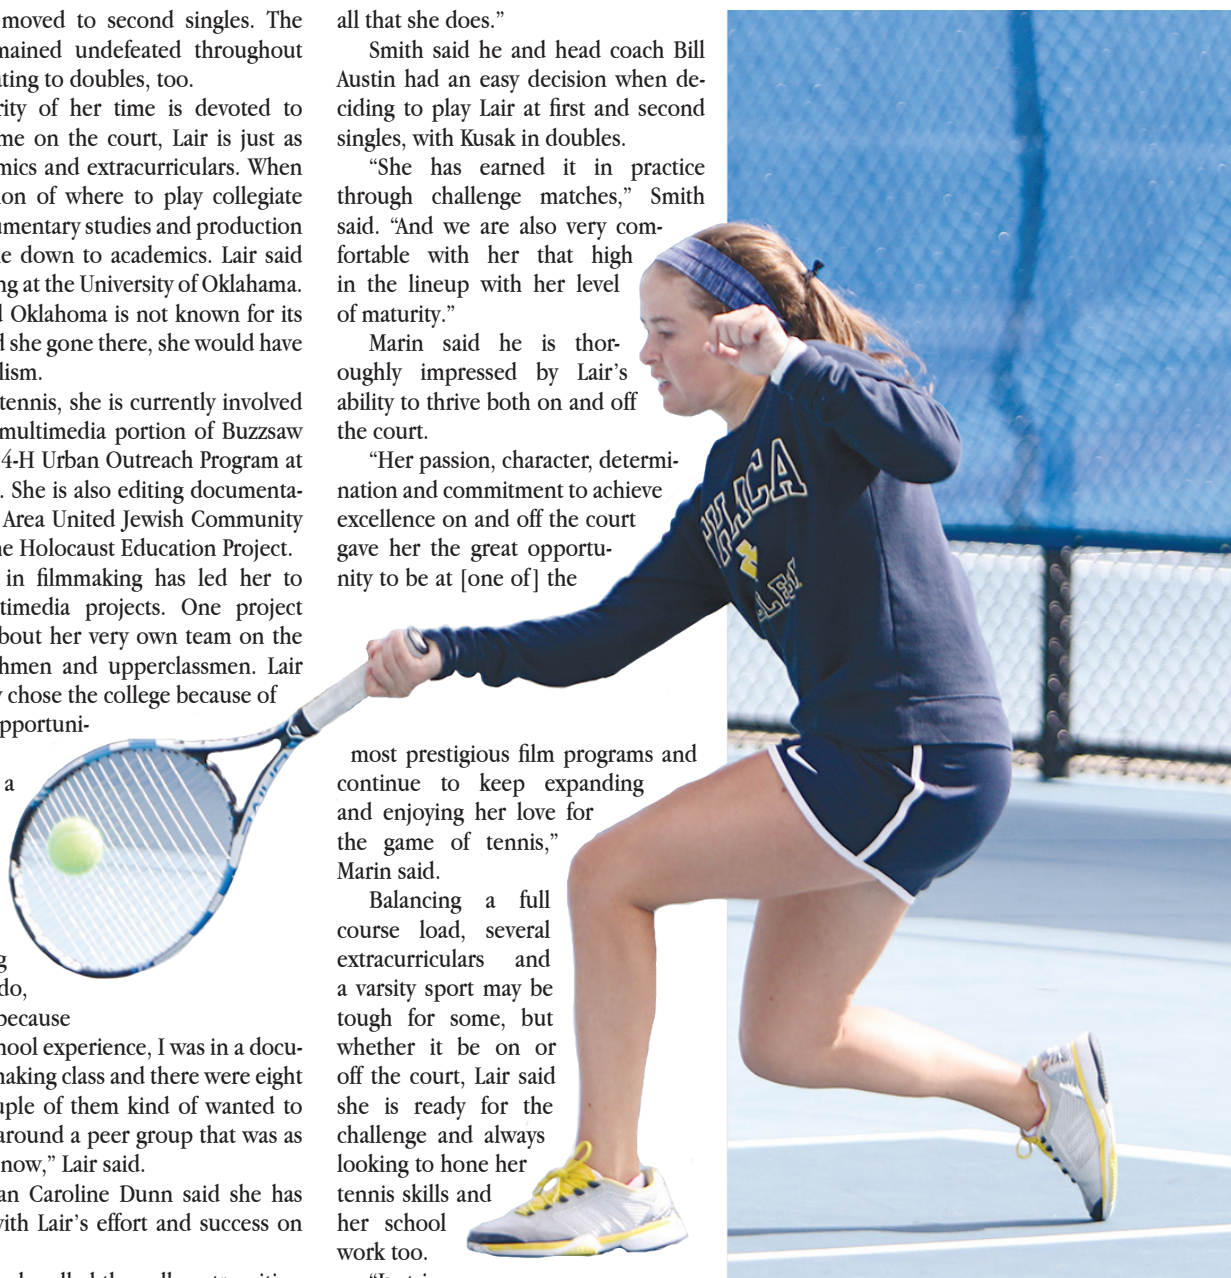 moved to second singles. The
mained undefeated throughout
ating to doubles, too.
rity of her time is devoted to
me on the court, Lair is just as
mics and extracurriculars. When
ion of where to play collegiate
umentary studies and production
e down to academics. Lair said
ng at the University of Oklahoma.
d Oklahoma is not known for its
d she gone there, she would have
lism.
tennis, she is currently involved
multimedia portion of Buzzsaw
4-H Urban Outreach Program at
. She is also editing documenta-
Area United Jewish Community
he Holocaust Education Project.
in filmmaking has led her to
timedia projects. One project
bout her very own team on the
hmen and upperclassmen. Lair
y chose the college because of
pportuni-
a
g
do,
because
hool experience, I was in a docu-
making class and there were eight
uple of them kind of wanted to
around a peer group that was as
now,” Lair said.
an Caroline Dunn said she has
with Lair’s effort and success on
all that she does.”
Smith said he and head coach Bill
Austin had an easy decision when de-
ciding to play Lair at first and second
singles, with Kusak in doubles.
“She has earned it in practice
through challenge matches,” Smith
said. “And we are also very com-
fortable with her that high
in the lineup with her level
of maturity.”
Marin said he is thor-
oughly impressed by Lair’s
ability to thrive both on and off
the court.
“Her passion, character, determi-
nation and commitment to achieve
excellence on and off the court
gave her the great opportu-
nity to be at [one of] the
most prestigious film programs and
continue to keep expanding
and enjoying her love for
the game of tennis,”
Marin said.
Balancing a full
course load, several
extracurriculars and
a varsity sport may be
tough for some, but
whether it be on or
off the court, Lair said
she is ready for the
challenge and always
looking to hone her
tennis skills and
her school
work too.
THACA